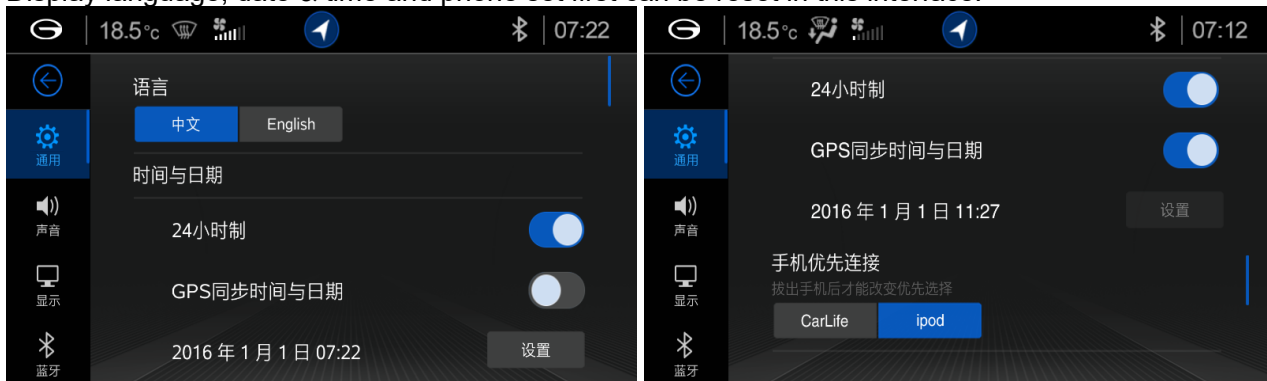 Display language, date & time and phone set first can be reset in this interface.
18.5°c
07:22
语言
中文
English
时间与日期
24小时制
GPS同步时间与日期
2016 年 1 月 1 日 07:22
设置
通用
声音
显示
蓝牙
18.5°c
07:12
24小时制
GPS同步时间与日期
2016 年 1 月 1 日 11:27
设置
手机优先连接
拔出手机后才能改变优先选择
CarLife
ipod
通用
声音
显示
蓝牙